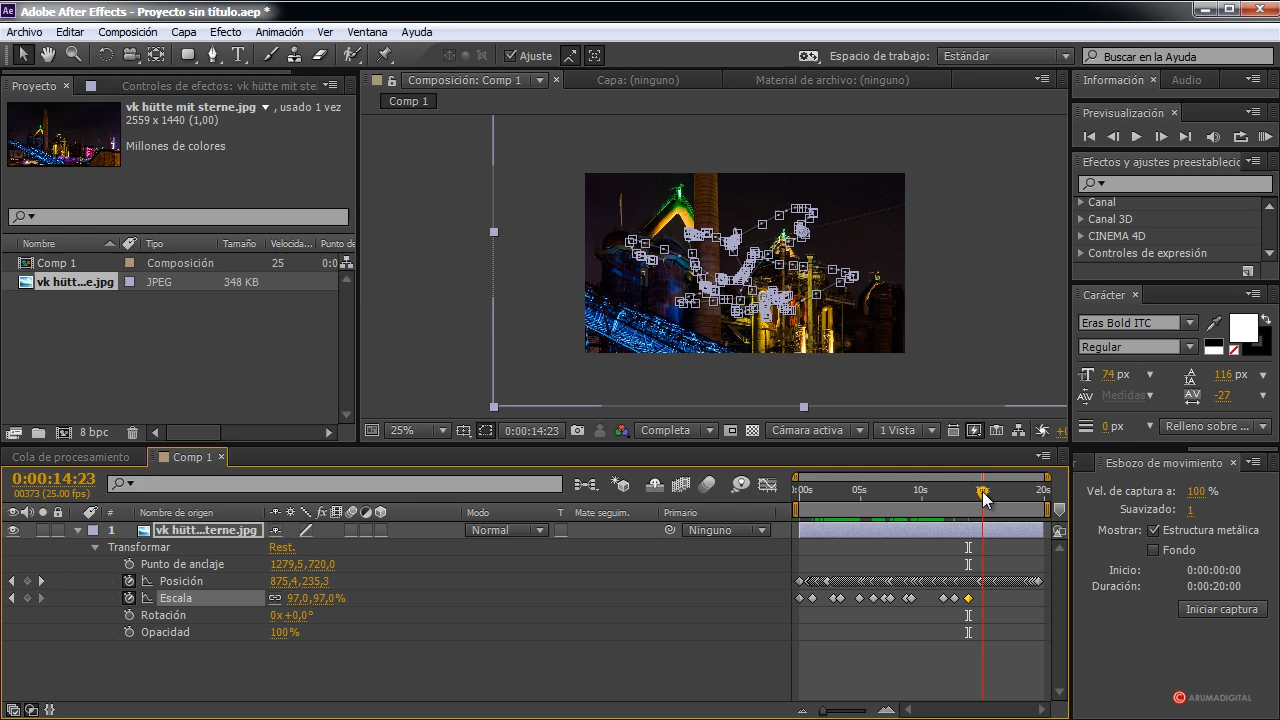 Adobe After Effects - Proyecto sin título.aep *
Archivo Editar Composición Capa Efecto Animación Ver Ventana Ayuda
Ajuste Espacio de trabajo: Estándar Buscar en la Ayuda
Proyecto × Controles de efectos: vk hütte mit ste
Composición: Comp 1 × Capa: (ninguno) Material de archivo: (ninguno)
Información × Audio
Comp 1
vk hütte mit sterne.jpg ▼ , usado 1 vez
2559 x 1440 (1,00)
Millones de colores
Previsualización ×
Efectos y ajustes preestablecic
Canal
Canal 3D
CINEMA 4D
Controles de expresión
Nombre Tipo Tamaño Velocida... Punto de
Comp 1 Composición 25 0:0
vk hütt...e.jpg JPEG 348 KB
Carácter ×
Eras Bold ITC
Regular
74 px 116 px
Medidas -27
0 px Relleno sobre ...
8 bpc
25% 0:00:14:23 Completa Cámara activa 1 Vista +0
Cola de procesamiento Comp 1 ×
0:00:14:23
00373 (25.00 fps)
0:00s 05s 10s 15s 20s
Nombre de origen Modo T Mate seguim. Primario
1 vk hütt...terne.jpg Normal Ninguno
Transformar Rest.
Punto de anclaje 1279,5,720,0
Posición 875,4,235,3
Escala 97,0,97,0%
Rotación 0x+0,0°
Opacidad 100%
Esbozo de movimiento ×
Vel. de captura a: 100 %
Suavizado: 1
Mostrar: Estructura metálica
Fondo
Inicio: 0:00:00:00
Duración: 0:00:20:00
Iniciar captura
© ARUMADIGITAL